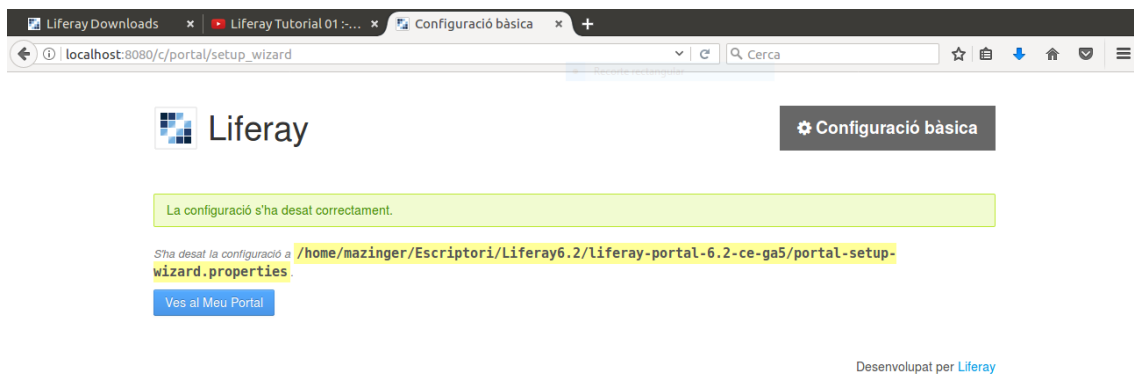 Liferay Downloads
Liferay Tutorial 01 :-...
Configuració bàsica
localhost:8080/c/portal/setup_wizard
Cerca
Recorte rectangular
Liferay
Configuració bàsica
La configuració s'ha desat correctament.
S'ha desat la configuració a /home/mazinger/Escriptori/Liferay6.2/liferay-portal-6.2-ce-ga5/portal-setup-
wizard.properties .
Ves al Meu Portal
Desenvolupat per Liferay